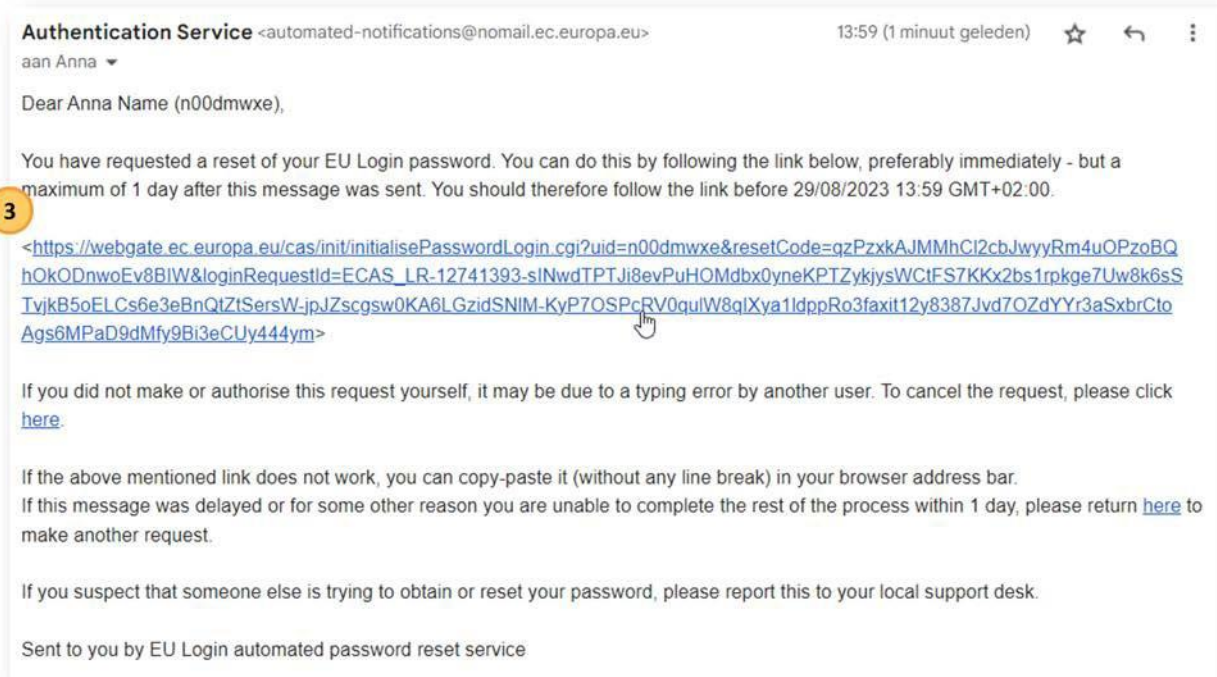 Authentication Service <automated-notifications@nomail.ec.europa.eu> 13:59 (1 minuut geleden)
aan Anna
Dear Anna Name (n00dmwxe),
You have requested a reset of your EU Login password. You can do this by following the link below, preferably immediately - but a
maximum of 1 day after this message was sent. You should therefore follow the link before 29/08/2023 13:59 GMT+02:00.
3
<https://webgate.ec.europa.eu/cas/init/initialisePasswordLogin.cgi?uid=n00dmwxe&resetCode=qzPzxkAJMMhCl2cbJwyyRm4uOPzoBQ
hOkODnwoEv8BIW&loginRequestId=ECAS_LR-12741393-sINwdTPTJi8evPuHOMdbx0yneKPTZykjysWCtFS7KKx2bs1rpkge7Uw8k6sS
TvjkB5oELCs6e3eBnQtZtSersW-jpJZscgsw0KA6LGzidSNIM-KyP7OSPcRV0qulW8qIXya1ldppRo3faxit12y8387Jvd7OZdYYr3aSxbrCto
Ags6MPaD9dMfy9Bi3eCUy444ym>
If you did not make or authorise this request yourself, it may be due to a typing error by another user. To cancel the request, please click
here.
If the above mentioned link does not work, you can copy-paste it (without any line break) in your browser address bar.
If this message was delayed or for some other reason you are unable to complete the rest of the process within 1 day, please return here to
make another request.
If you suspect that someone else is trying to obtain or reset your password, please report this to your local support desk.
Sent to you by EU Login automated password reset service